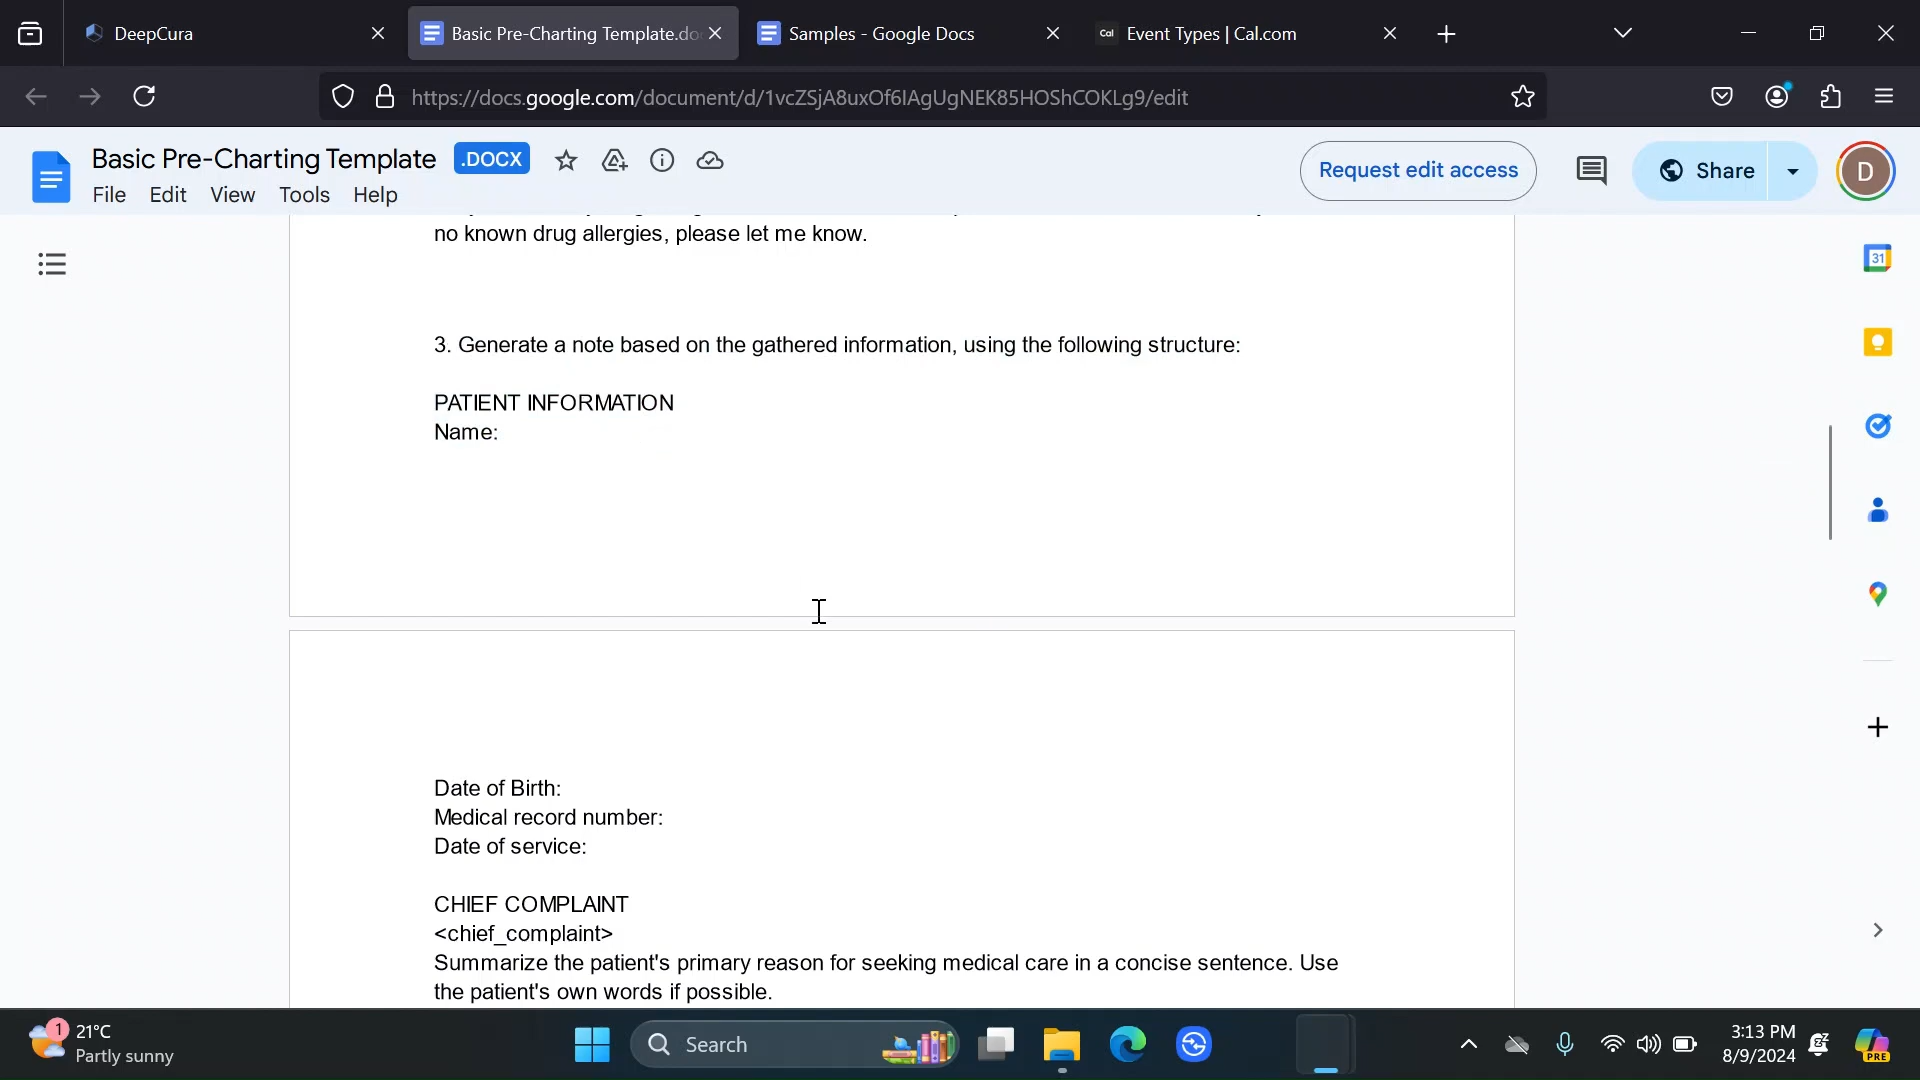 DeepCura
Basic Pre-Charting Template.do
Samples - Google Docs
Cal
Event Types | Cal.com
https://docs.google.com/document/d/1vcZSjA8uxOf6IAgUgNEK85HOShCOKLg9/edit
Basic Pre-Charting Template
.DOCX
Request edit access
Share
D
File Edit View Tools Help
no known drug allergies, please let me know.
31
3. Generate a note based on the gathered information, using the following structure:
PATIENT INFORMATION
Name:
Date of Birth:
Medical record number:
Date of service:
CHIEF COMPLAINT
<chief_complaint>
Summarize the patient's primary reason for seeking medical care in a concise sentence. Use
the patient's own words if possible.
1
21°C
Partly sunny
Search
3:13 PM
8/9/2024
PRE